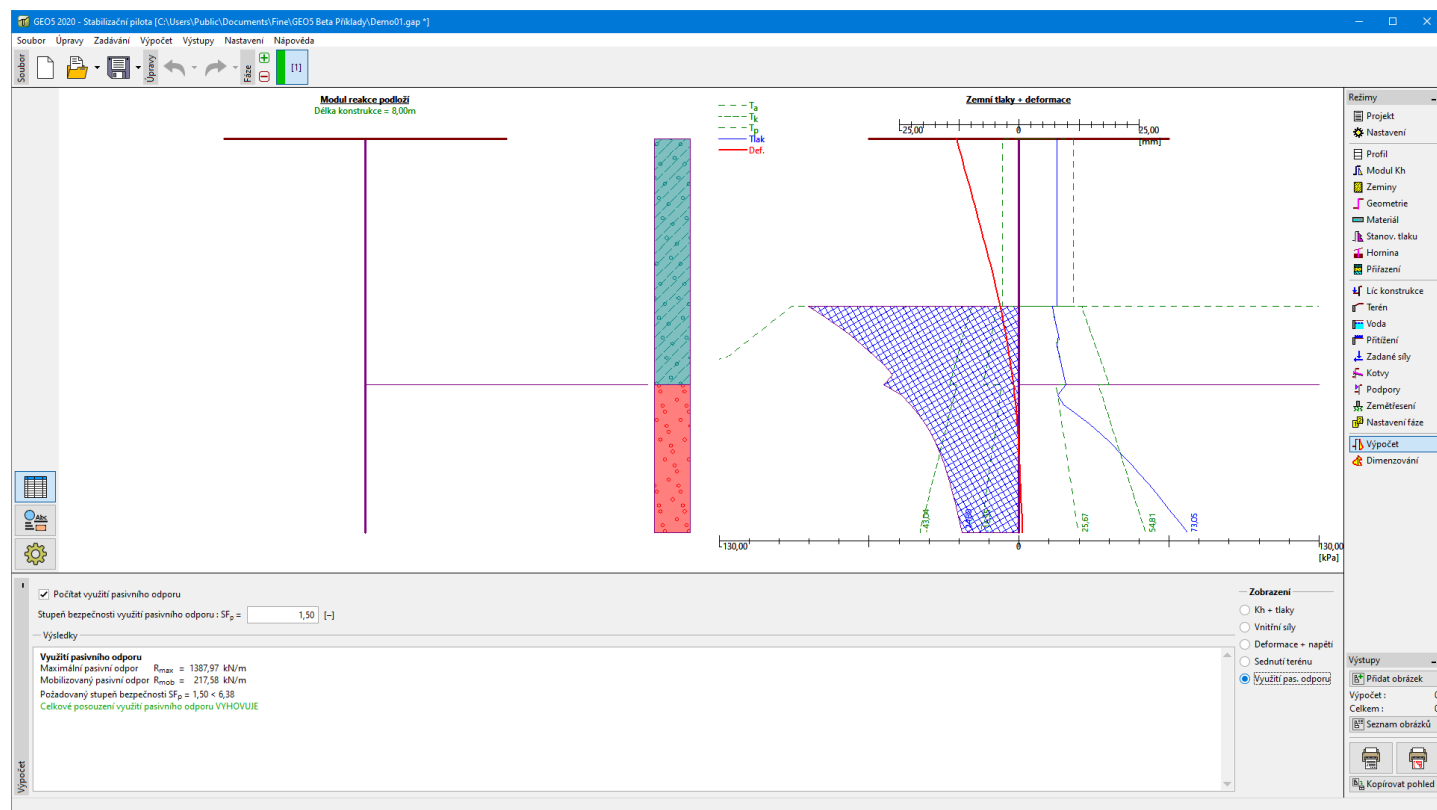 GEO5 2020 - Stabilizační pilota [C:\Users\Public\Documents\Fine\GEO5 Beta Příklady\Demo01.gap *]
Soubor Úpravy Zadávání Výpočet Výstupy Nastavení Nápověda
Soubor
Úpravy
Fáze
[1]
Modul reakce podloží
Délka konstrukce = 8,00m
Ta
Tk
Tp
Tlak
Def.
Zemní tlaky + deformace
-25,00 0 25,00
[mm]
-43,04
25,67
54,81
73,05
-130,00 0 130,00
[kPa]
Režimy
Projekt
Nastavení
Profil
Modul Kh
Zeminy
Geometrie
Materiál
Stanov. tlaku
Hornina
Přiřazení
Líc konstrukce
Terén
Voda
Přitížení
Zadané síly
Kotvy
Podpory
Zemětřesení
Nastavení fáze
Výpočet
Dimenzování
Abc
Výpočet
Počítat využití pasivního odporu
Stupeň bezpečnosti využití pasivního odporu : SFp = 1,50 [–]
Výsledky
Využití pasivního odporu
Maximální pasivní odpor Rmax = 1387,97 kN/m
Mobilizovaný pasivní odpor Rmob = 217,58 kN/m
Požadovaný stupeň bezpečnosti SFp = 1,50 < 6,38
Celkové posouzení využití pasivního odporu VYHOVUJE
Zobrazení
Kh + tlaky
Vnitřní síly
Deformace + napětí
Sednutí terénu
Využití pas. odporu
Výstupy
Přidat obrázek
Výpočet : 0
Celkem : 0
Seznam obrázků
Kopírovat pohled